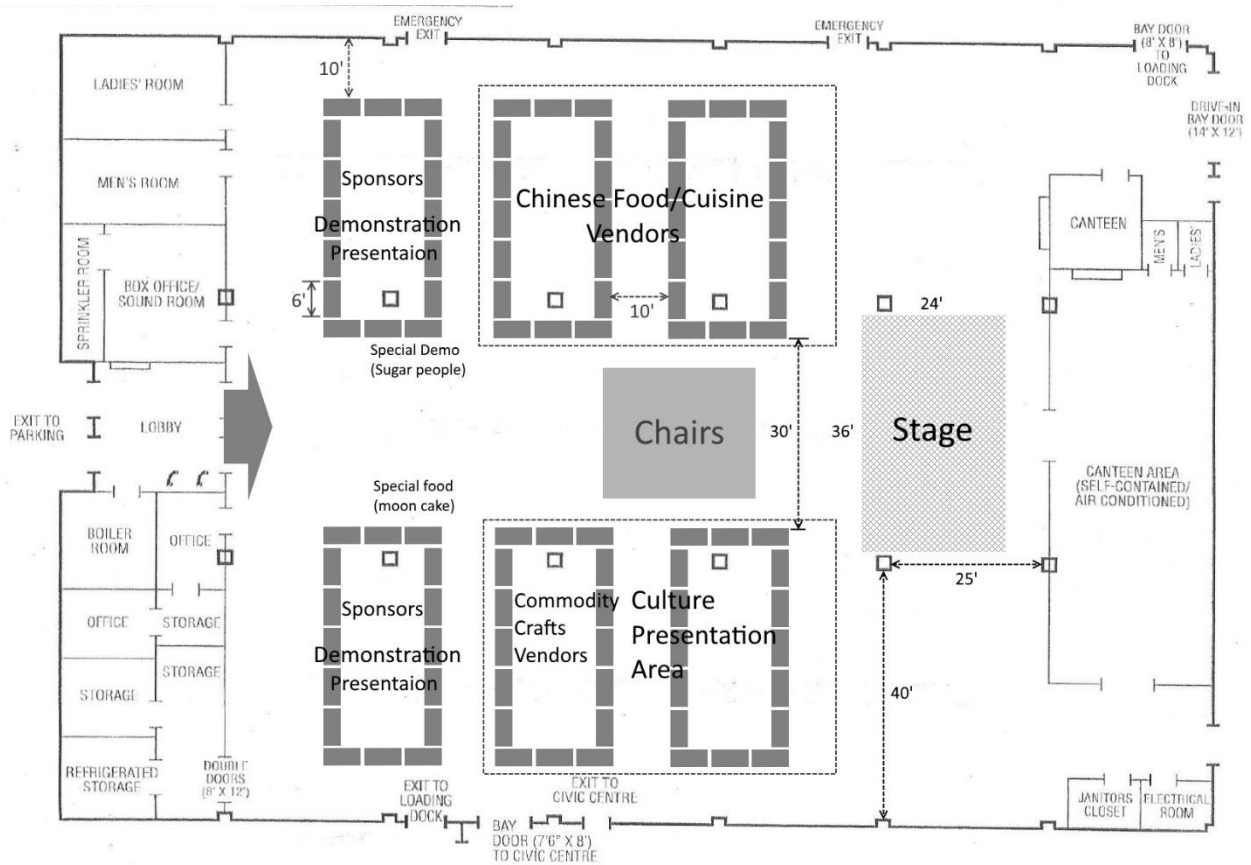 EMERGENCY
EXIT
EMERGENCY
EXIT
BAY DOOR
(8' X 8')
TO
LOADING
DOCK
LADIES' ROOM
10'
DRIVE-IN
BAY DOOR
(14' X 12')
MEN'S ROOM
Sponsors
Demonstration
Presentaion
Chinese Food/Cuisine
Vendors
CANTEEN
MEN'S
LADIES'
SPRINKLER ROOM
BOX OFFICE/
SOUND ROOM
6'
10'
24'
Special Demo
(Sugar people)
EXIT TO
PARKING
LOBBY
Chairs
30'
36'
Stage
CANTEEN AREA
(SELF-CONTAINED/
AIR CONDITIONED)
Special food
(moon cake)
BOILER
ROOM
OFFICE
25'
OFFICE
STORAGE
Sponsors
Demonstration
Presentaion
Commodity
Crafts
Vendors
Culture
Presentation
Area
STORAGE
STORAGE
40'
REFRIGERATED
STORAGE
DOUBLE
DOORS
(8' X 12')
EXIT TO
LOADING
DOCK
EXIT TO
CIVIC CENTRE
BAY
DOOR (7'6" X 8')
TO CIVIC CENTRE
JANITORS
CLOSET
ELECTRICAL
ROOM